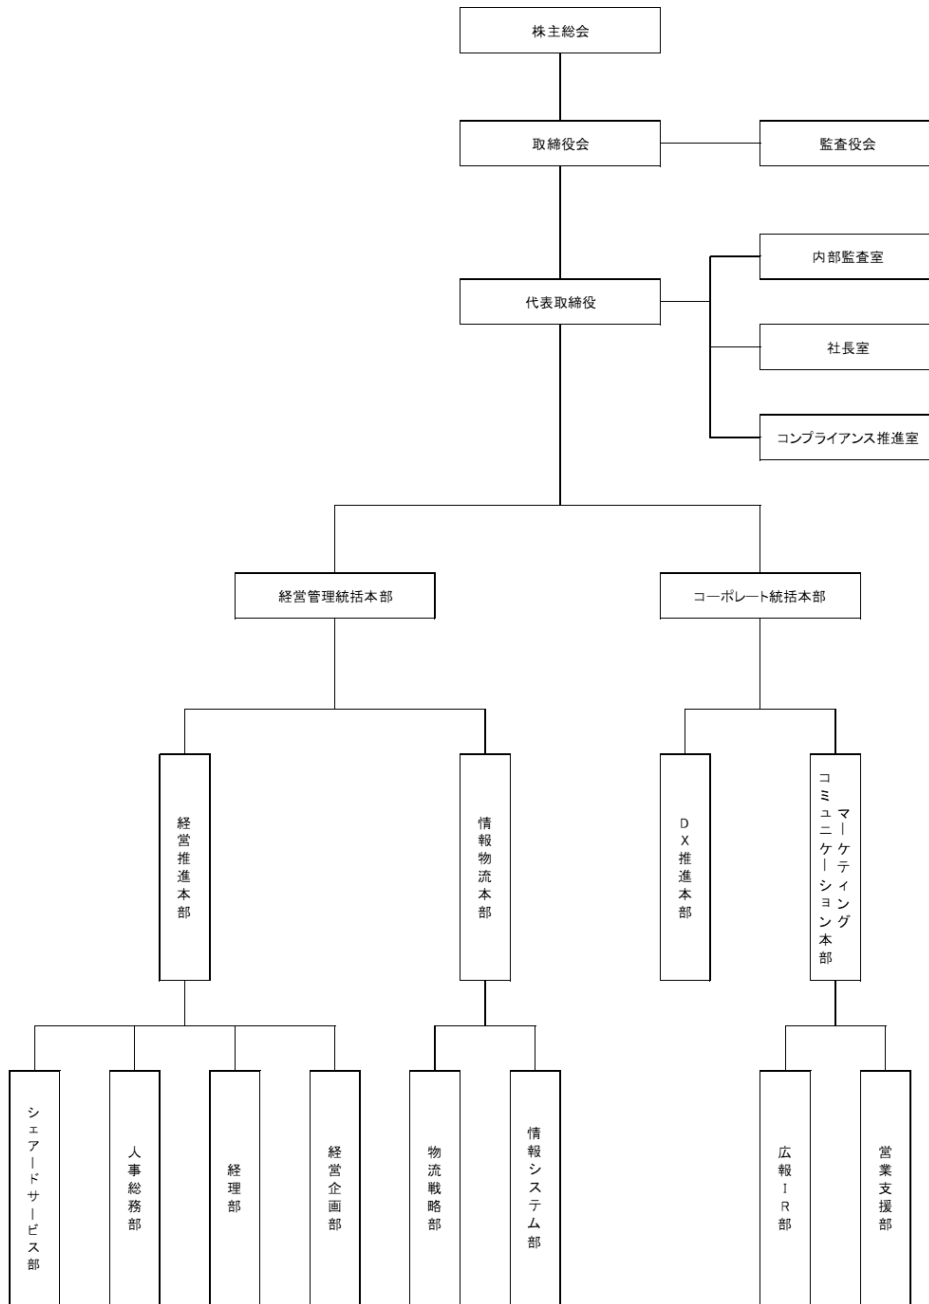 株主総会
取締役会
監査役会
内部監査室
代表取締役
社長室
コンプライアンス推進室
経営管理統括本部
コーポレート統括本部
経営推進本部
情報物流本部
DX推進本部
マーケティング
コミュニケーション本部
シェアードサービス部
人事総務部
経理部
経営企画部
物流戦略部
情報システム部
広報IR部
営業支援部